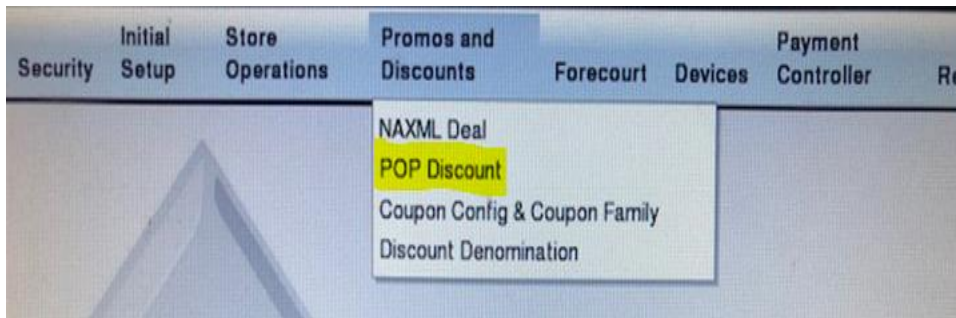 Security
Initial
Setup
Store
Operations
Promos and
Discounts
Forecourt
Devices
Payment
Controller
Re
NAXML Deal
POP Discount
Coupon Config & Coupon Family
Discount Denomination